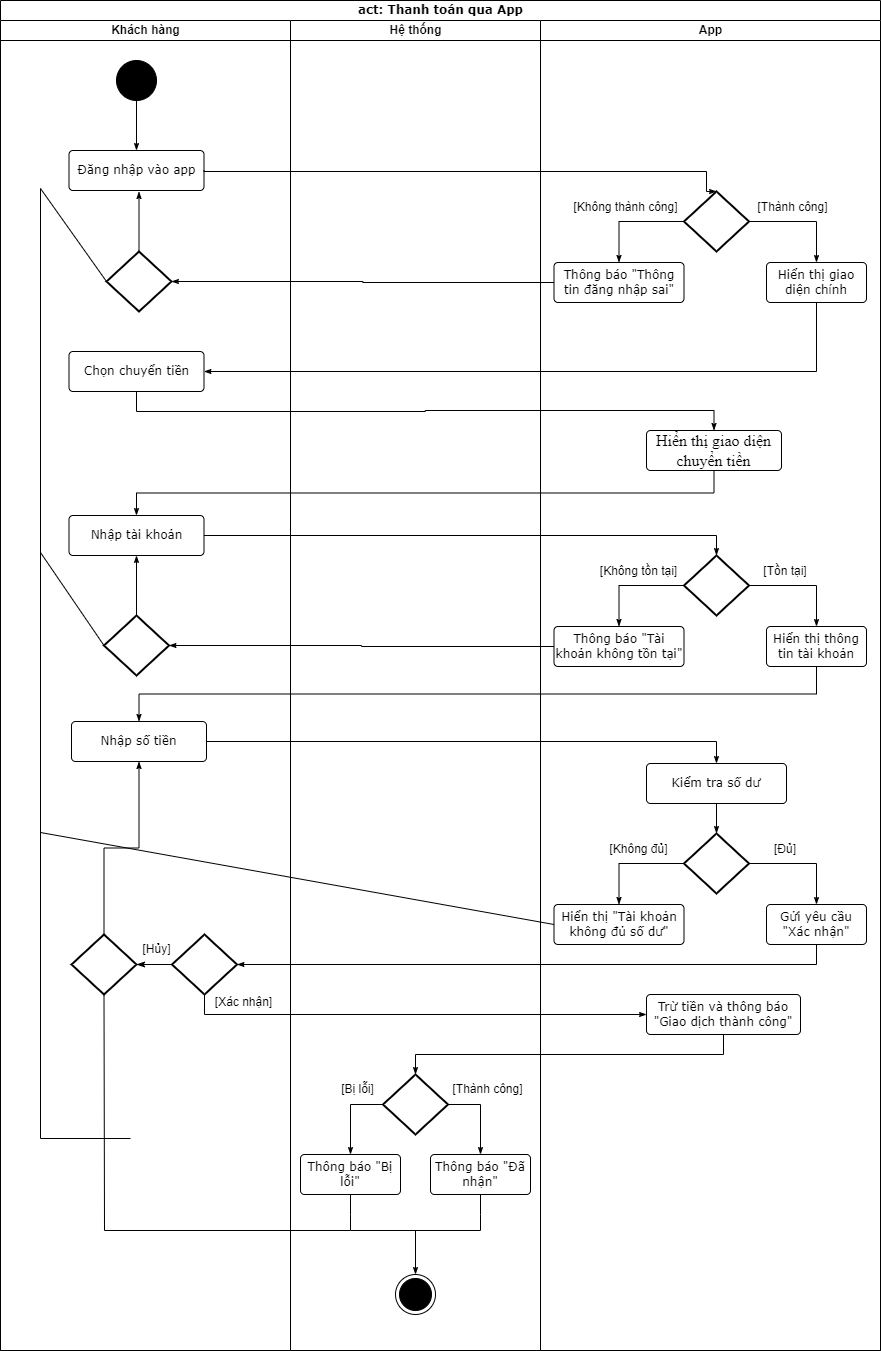 act: Thanh toán qua App
Khách hàng
Hệ thống
App
Đăng nhập vào app
[Không thành công]
[Thành công]
Thông báo "Thông
tin đăng nhập sai"
Hiển thị giao
diện chính
Chọn chuyển tiền
Hiển thị giao diện
chuyển tiền
Nhập tài khoản
[Không tồn tại]
[Tồn tại]
Thông báo "Tài
khoản không tồn tại"
Hiển thị thông
tin tài khoản
Nhập số tiền
Kiểm tra số dư
[Không đủ]
[Đủ]
Hiển thị "Tài khoản
không đủ số dư"
Gửi yêu cầu
"Xác nhận"
[Hủy]
[Xác nhận]
Trừ tiền và thông báo
"Giao dịch thành công"
[Bị lỗi]
[Thành công]
Thông báo "Bị
lỗi"
Thông báo "Đã
nhận"